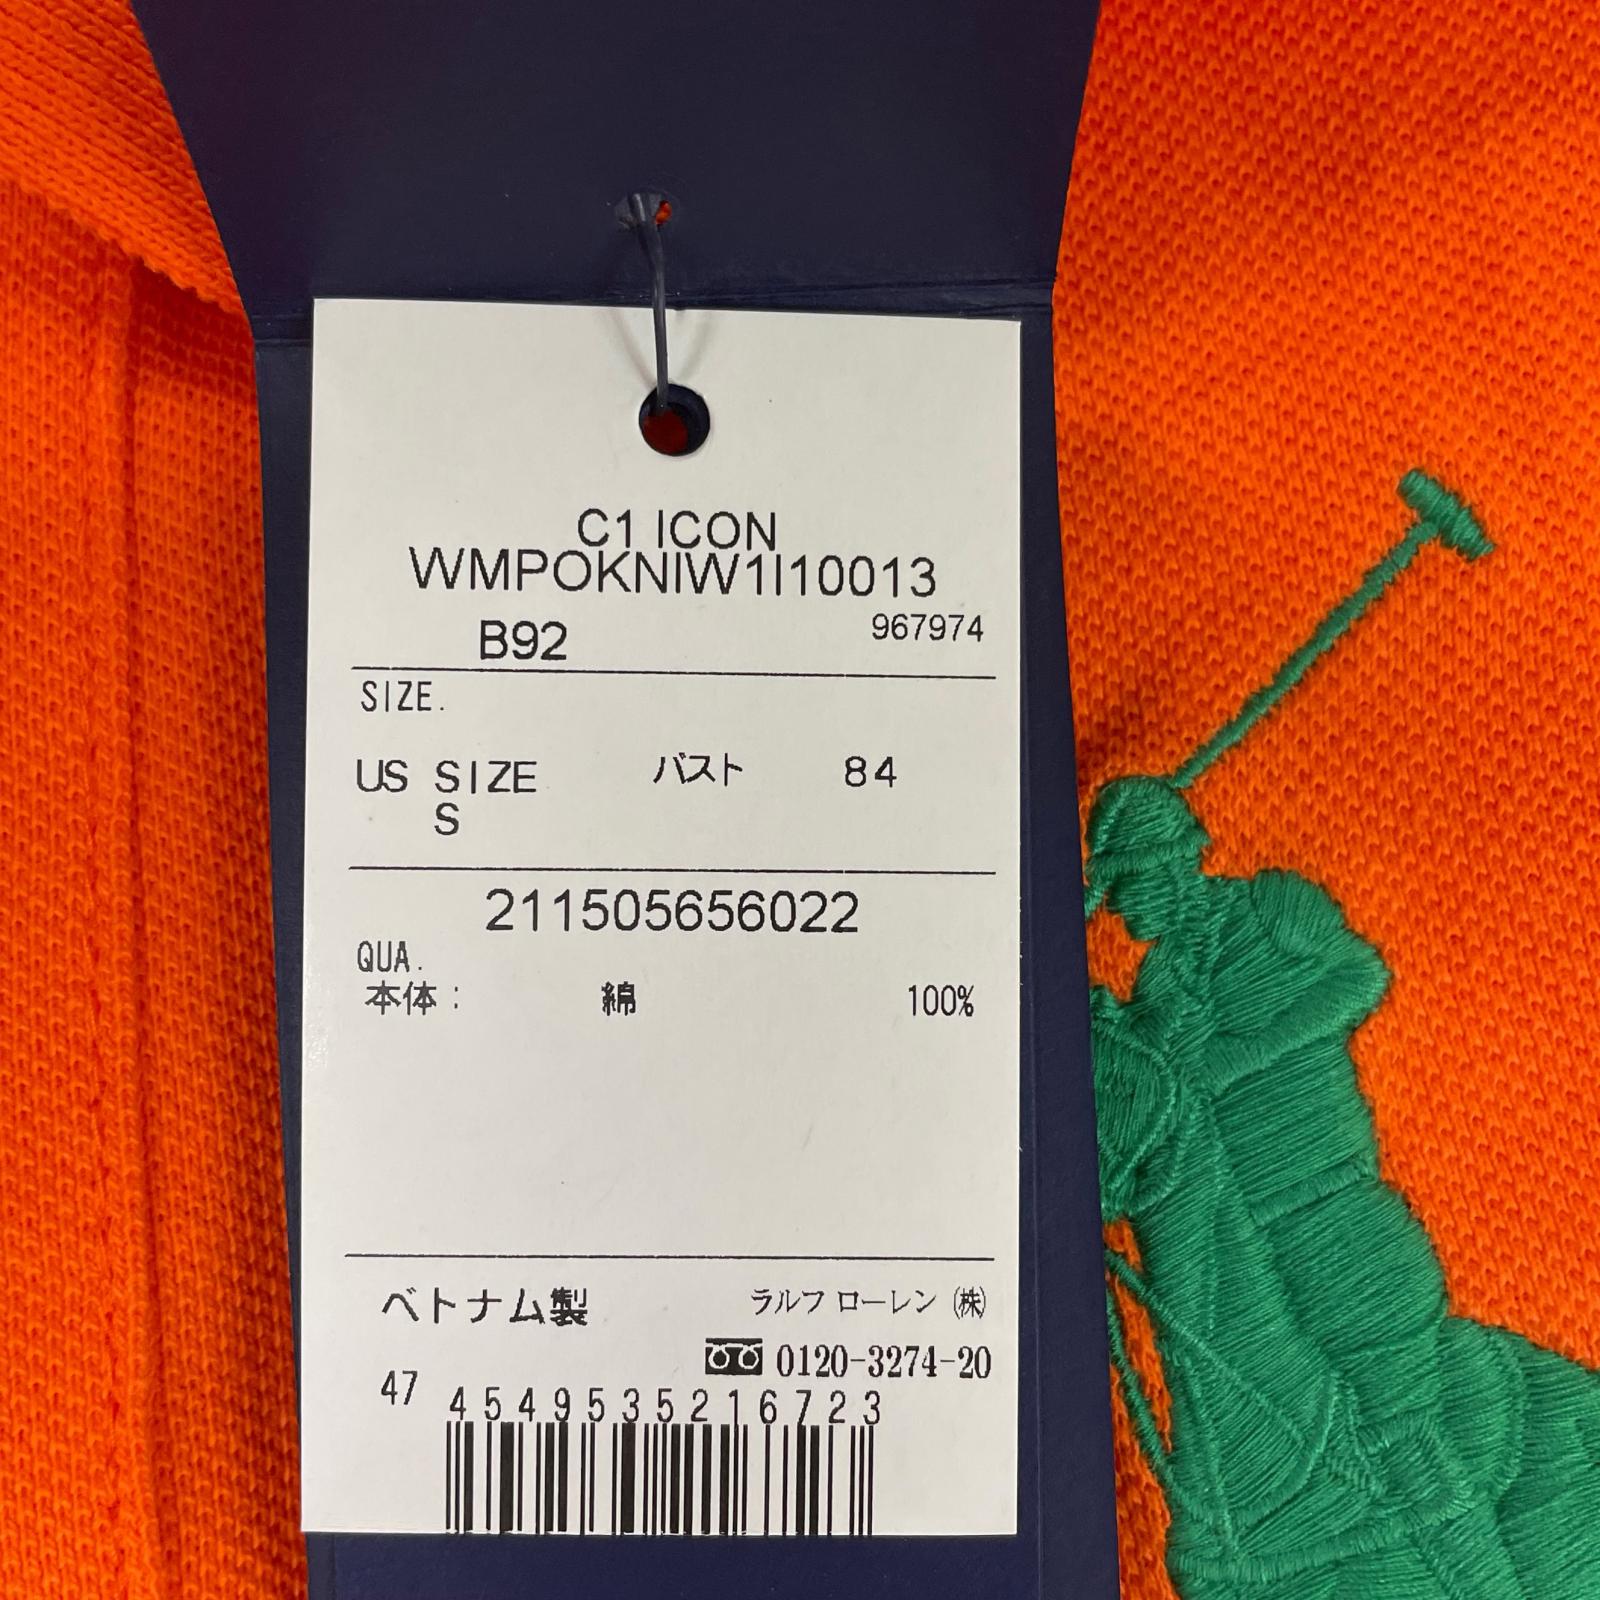 C1 ICON
WMPOKNIW1I10013
B92 967974
SIZE.
US SIZE バスト 84
S
211505656022
QUA.
本体: 綿 100%
ベトナム製 ラルフ ローレン (株)
0120-3274-20
47 4549535216723